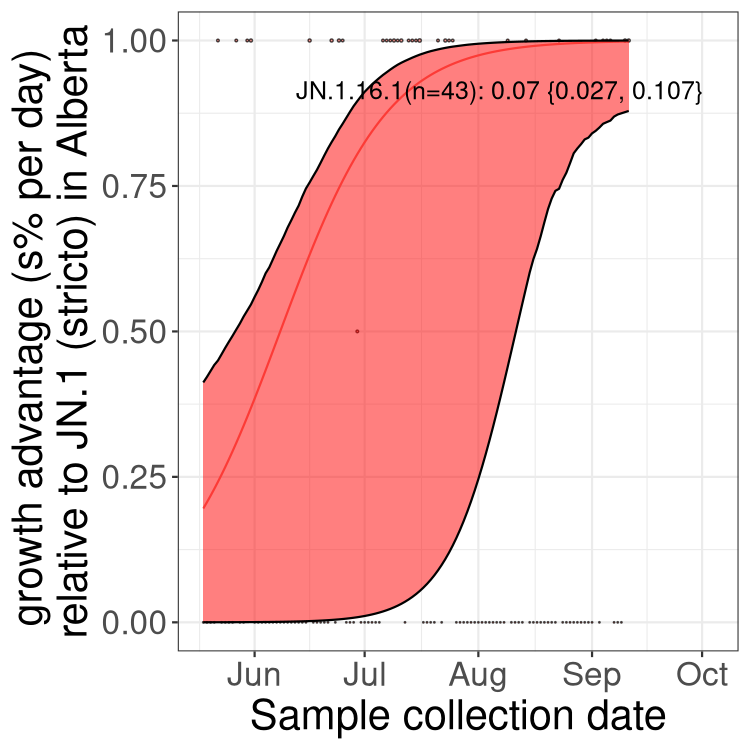 growth advantage (s% per day)
relative to JN.1 (stricto) in Alberta
1.00
0.75
0.50
0.25
0.00
JN.1.16.1(n=43): 0.07 {0.027, 0.107}
Jun Jul Aug Sep Oct
Sample collection date